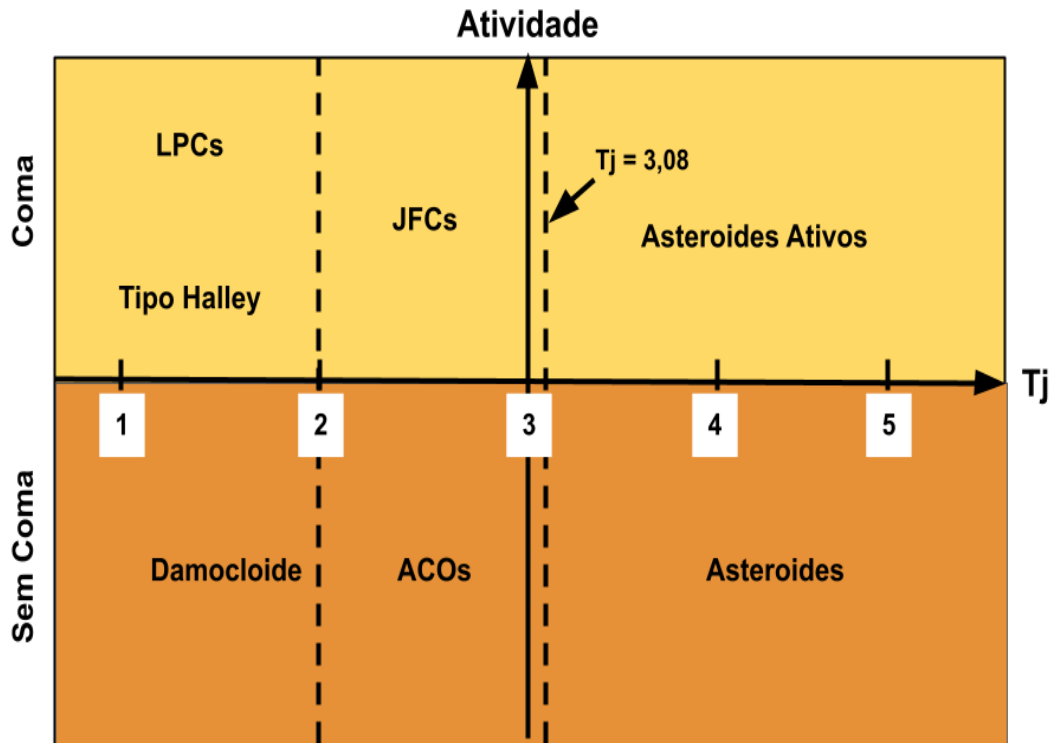 Atividade
Coma
LPCs
Tj = 3,08
JFCs
Asteroides Ativos
Tipo Halley
Tj
1
2
3
4
5
Sem Coma
Damocloide
ACOs
Asteroides